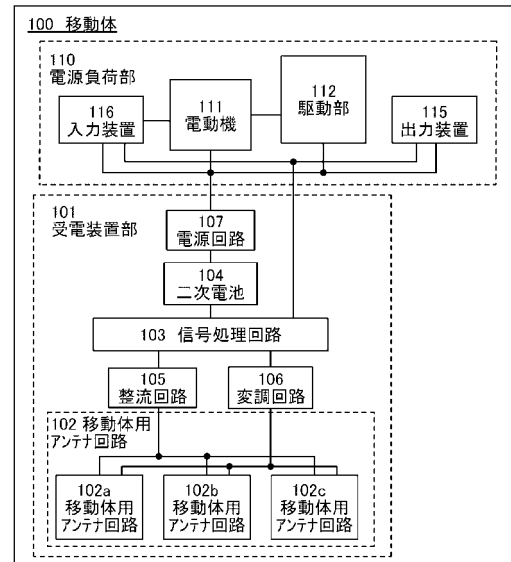 100 移動体
110
電源負荷部
116
入力装置
111
電動機
112
駆動部
115
出力装置
101
受電装置部
107
電源回路
104
二次電池
103 信号処理回路
105
整流回路
106
変調回路
102 移動体用
アンテナ回路
102a
移動体用
アンテナ回路
102b
移動体用
アンテナ回路
102c
移動体用
アンテナ回路